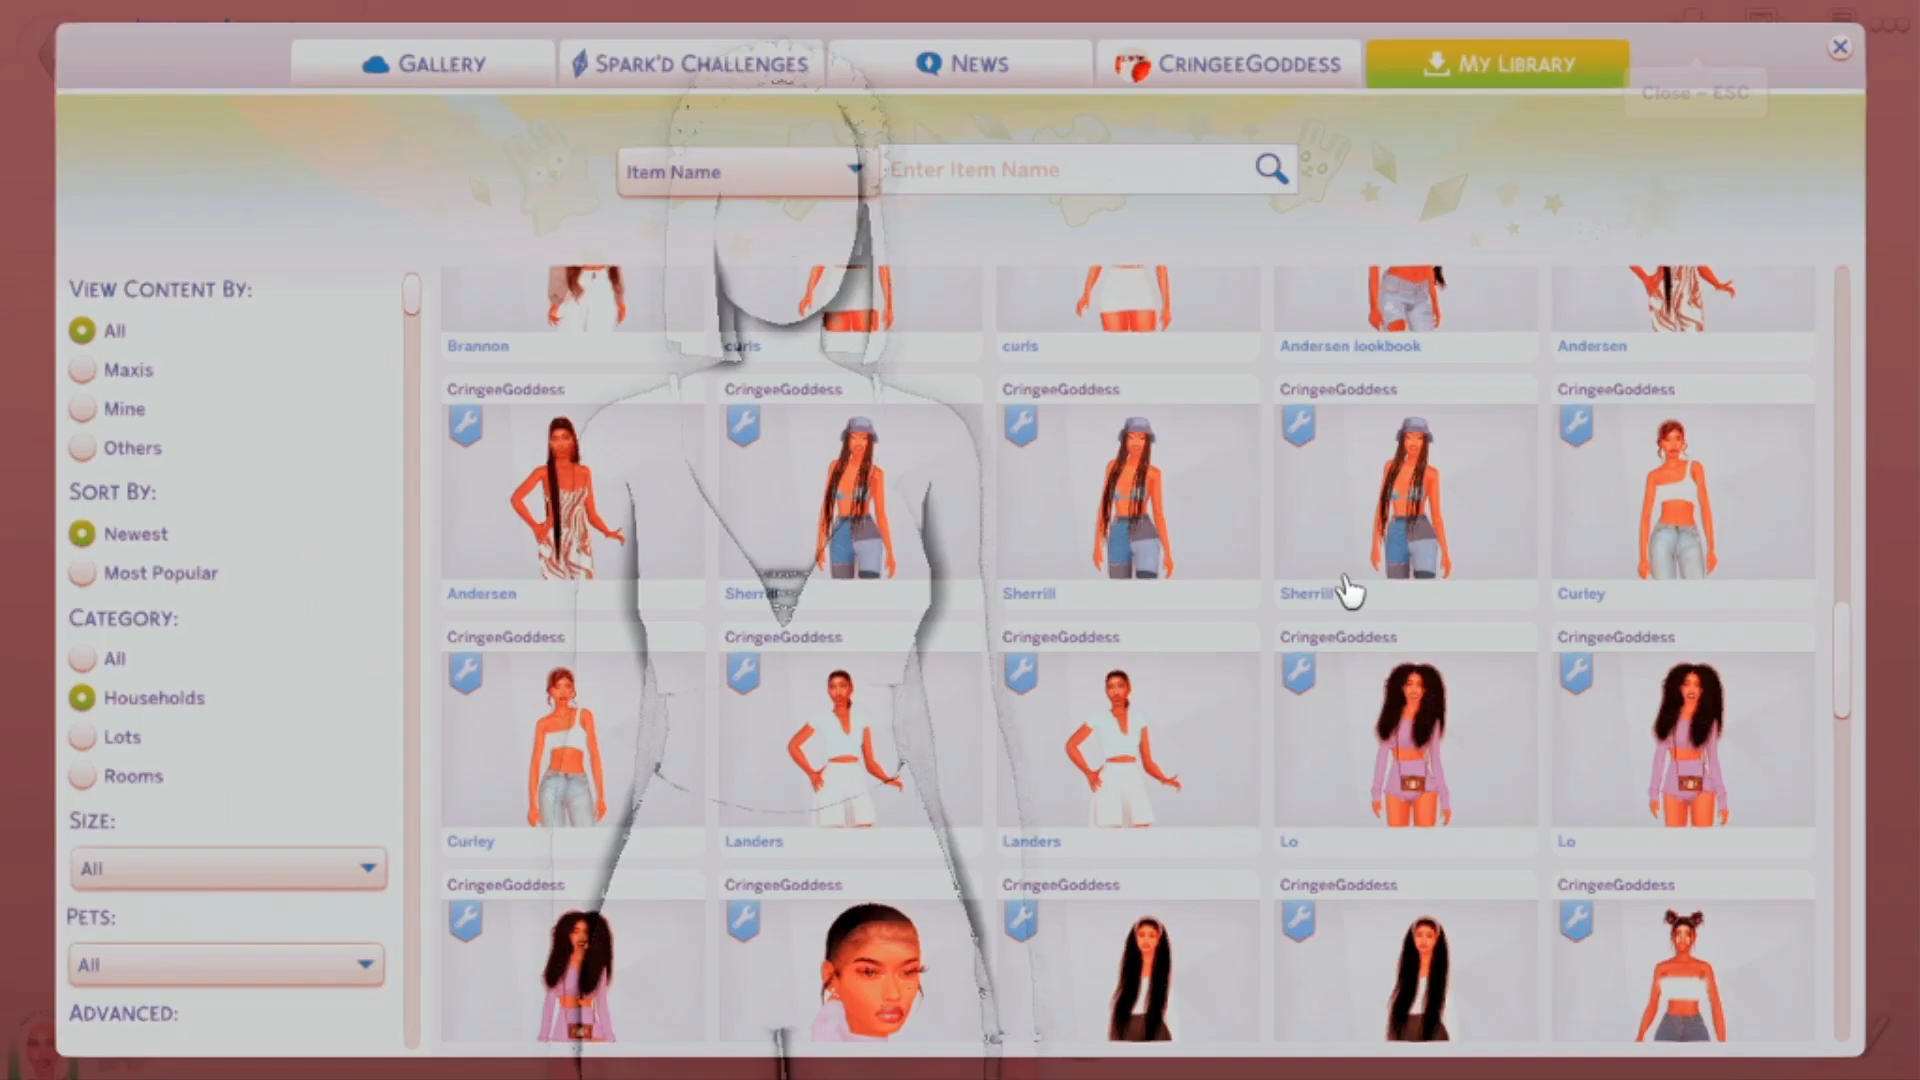 GALLERY
SPARK'D CHALLENGES
NEWS
CRINGEEGODDESS
MY LIBRARY
Close – ESC
Item Name
Enter Item Name
VIEW CONTENT BY:
All
Maxis
Mine
Others
SORT BY:
Newest
Most Popular
CATEGORY:
All
Households
Lots
Rooms
SIZE:
All
PETS:
All
ADVANCED:
Brannon
curls
curls
Andersen lookbook
Andersen
CringeeGoddess
CringeeGoddess
CringeeGoddess
CringeeGoddess
CringeeGoddess
Andersen
Sherrill
Sherrill
Sherrill
Curley
CringeeGoddess
CringeeGoddess
CringeeGoddess
CringeeGoddess
CringeeGoddess
Curley
Landers
Landers
Lo
Lo
CringeeGoddess
CringeeGoddess
CringeeGoddess
CringeeGoddess
CringeeGoddess